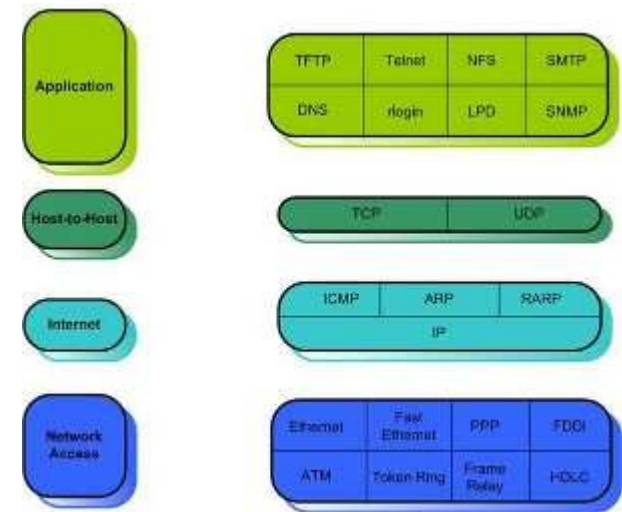 Application
TFTP Telnet NFS SMTP
DNS rlogin LPD SNMP
Host-to-Host
TCP UDP
Internet
ICMP ARP RARP
IP
Network
Access
Ethernet Fast
Ethernet PPP FDDI
ATM Token Ring Frame
Relay HDLC